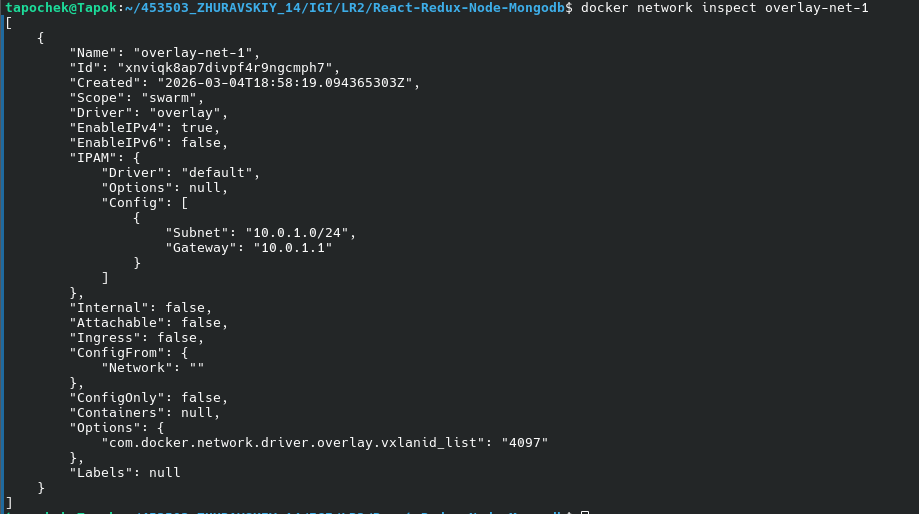 tapochek@Tapok:~/453503_ZHURAVSKIY_14/IGI/LR2/React-Redux-Node-Mongodb$ docker network inspect overlay-net-1
[
    {
        "Name": "overlay-net-1",
        "Id": "xnviqk8ap7divpf4r9ngcmph7",
        "Created": "2026-03-04T18:58:19.094365303Z",
        "Scope": "swarm",
        "Driver": "overlay",
        "EnableIPv4": true,
        "EnableIPv6": false,
        "IPAM": {
            "Driver": "default",
            "Options": null,
            "Config": [
                {
                    "Subnet": "10.0.1.0/24",
                    "Gateway": "10.0.1.1"
                }
            ]
        },
        "Internal": false,
        "Attachable": false,
        "Ingress": false,
        "ConfigFrom": {
            "Network": ""
        },
        "ConfigOnly": false,
        "Containers": null,
        "Options": {
            "com.docker.network.driver.overlay.vxlanid_list": "4097"
        },
        "Labels": null
    }
]